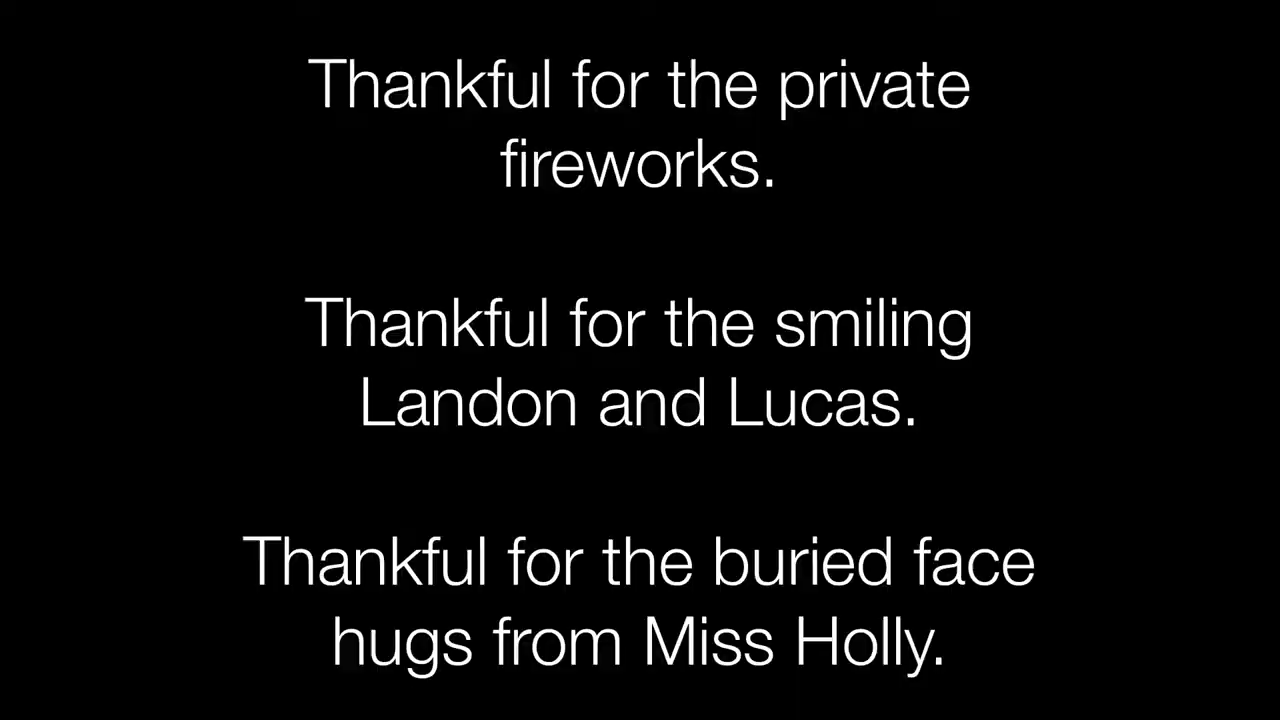 Thankful for the private
fireworks.
Thankful for the smiling
Landon and Lucas.
Thankful for the buried face
hugs from Miss Holly.